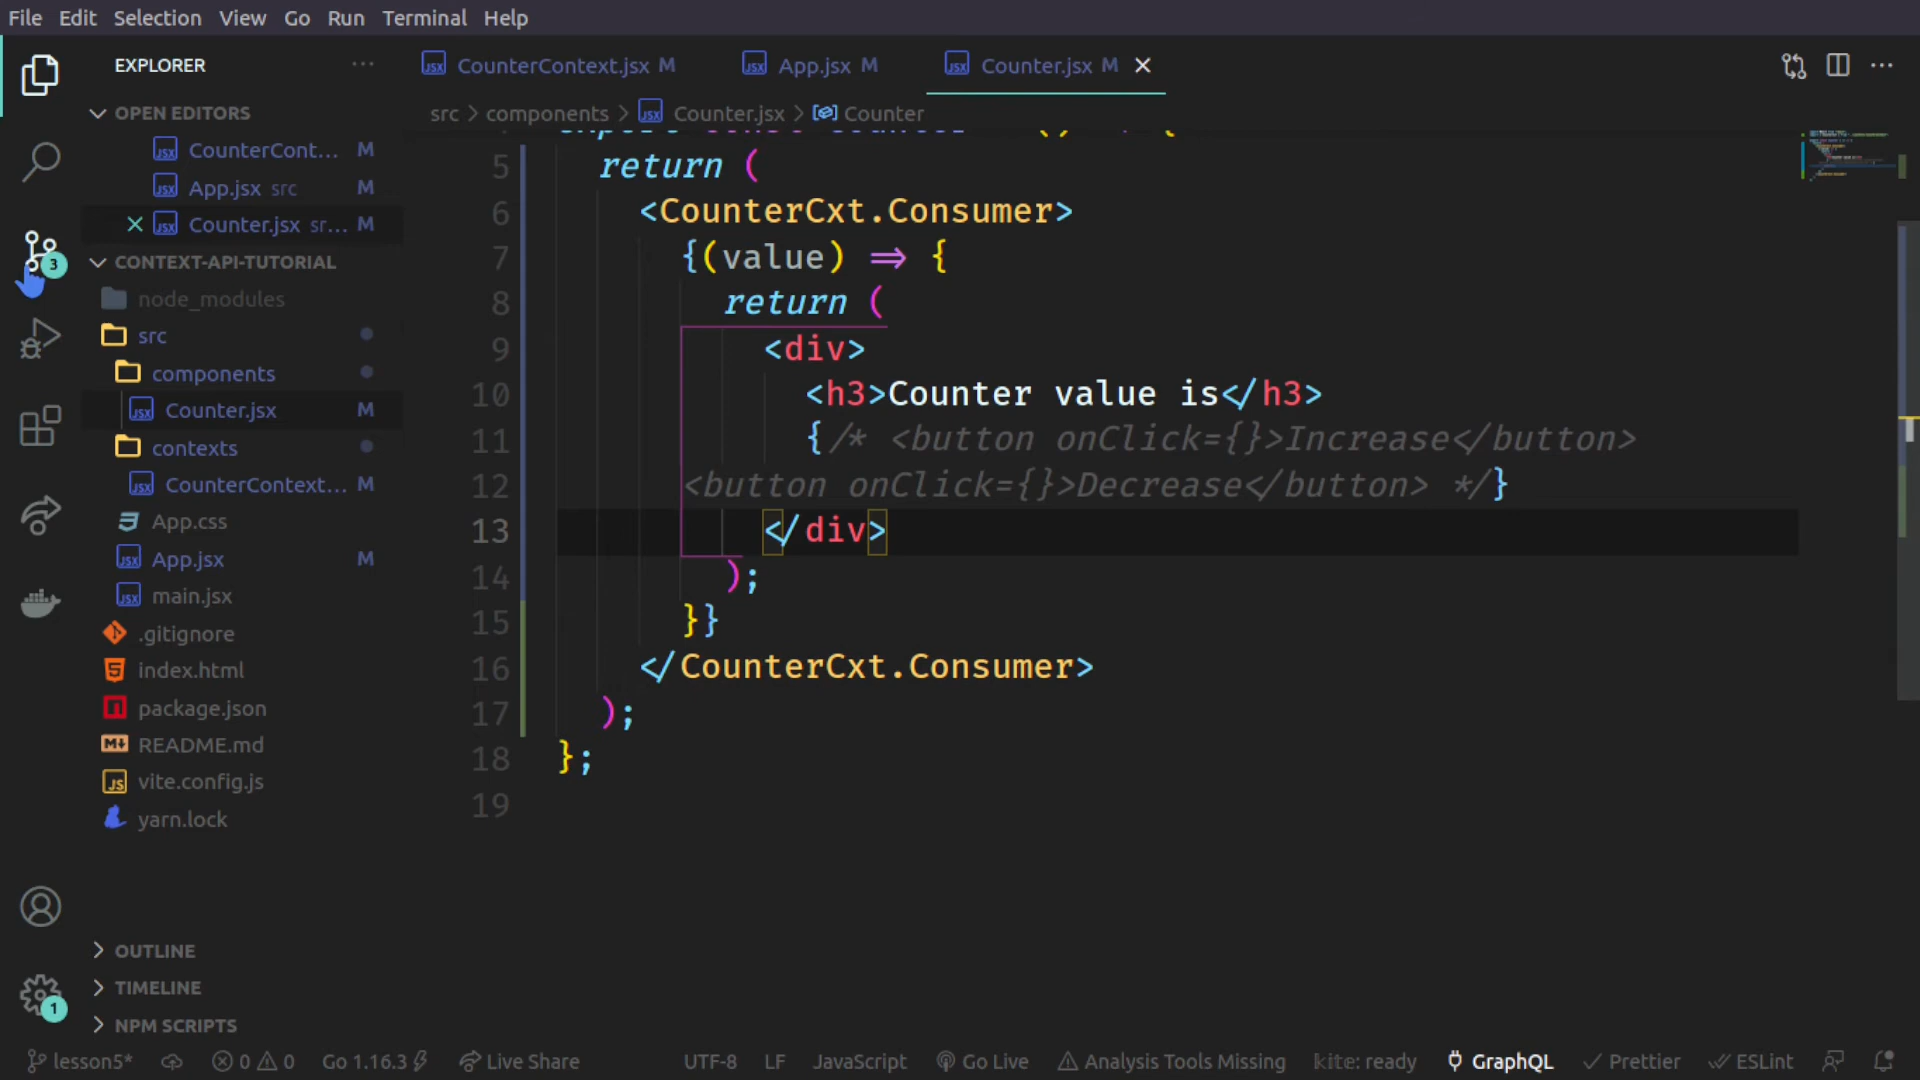 File Edit Selection View Go Run Terminal Help
EXPLORER ...
CounterContext.jsx M App.jsx M Counter.jsx M
OPEN EDITORS
src > components > Counter.jsx > Counter
CounterCont... M
App.jsx src M
Counter.jsx sr... M
CONTEXT-API-TUTORIAL
3
node_modules
src
components
Counter.jsx M
contexts
CounterContext... M
App.css
App.jsx M
main.jsx
.gitignore
index.html
package.json
README.md
vite.config.js
yarn.lock
OUTLINE
TIMELINE
1
NPM SCRIPTS
5 return (
6 <CounterCxt.Consumer>
7 {(value) => {
8 return (
9 <div>
10 <h3>Counter value is</h3>
11 {/* <button onClick={}>Increase</button>
12 <button onClick={}>Decrease</button> */}
13 </div>
14 );
15 }}
16 </CounterCxt.Consumer>
17 );
18 };
19
lesson5* 0 0 Go 1.16.3 Live Share UTF-8 LF JavaScript Go Live Analysis Tools Missing kite: ready GraphQL Prettier ESLint